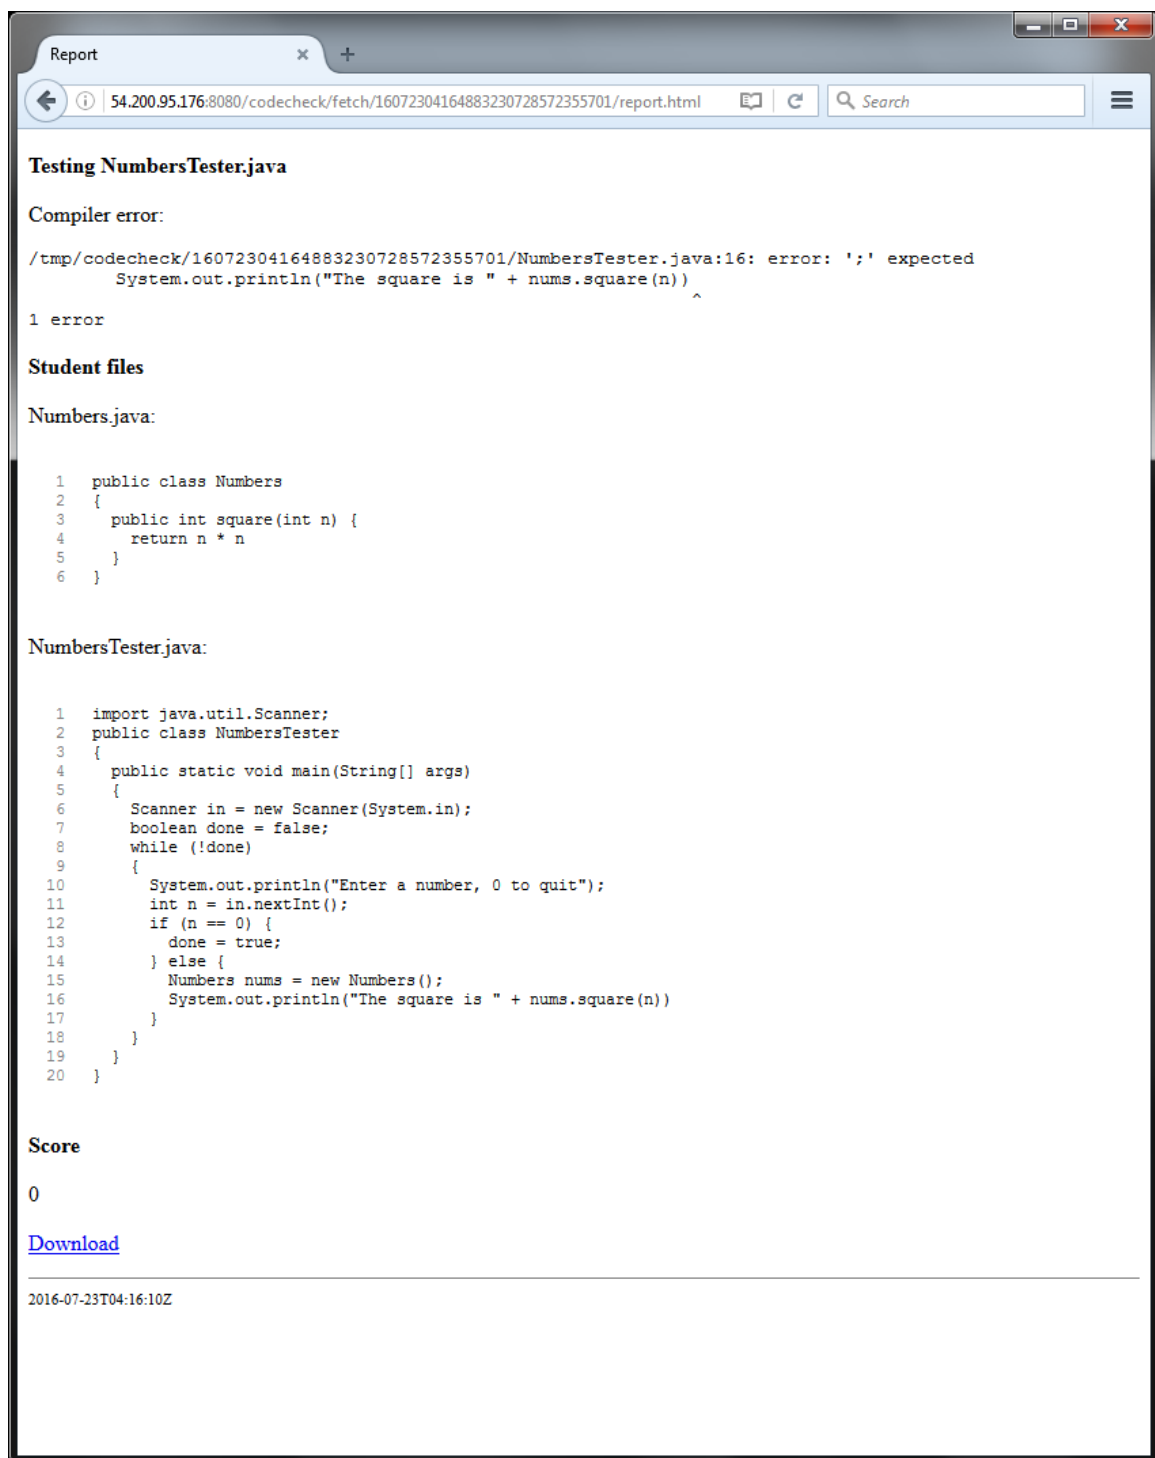 Report
54.200.95.176:8080/codecheck/fetch/16072304164883230728572355701/report.html
Search
Testing NumbersTester.java
Compiler error:
/tmp/codecheck/16072304164883230728572355701/NumbersTester.java:16: error: ';' expected
        System.out.println("The square is " + nums.square(n))
                                                             ^
1 error
Student files
Numbers.java:
1 public class Numbers
2 {
3   public int square(int n) {
4     return n * n
5   }
6 }
NumbersTester.java:
1 import java.util.Scanner;
2 public class NumbersTester
3 {
4   public static void main(String[] args)
5   {
6     Scanner in = new Scanner(System.in);
7     boolean done = false;
8     while (!done)
9     {
10       System.out.println("Enter a number, 0 to quit");
11       int n = in.nextInt();
12       if (n == 0) {
13         done = true;
14       } else {
15         Numbers nums = new Numbers();
16         System.out.println("The square is " + nums.square(n))
17       }
18     }
19   }
20 }
Score
0
Download
2016-07-23T04:16:10Z